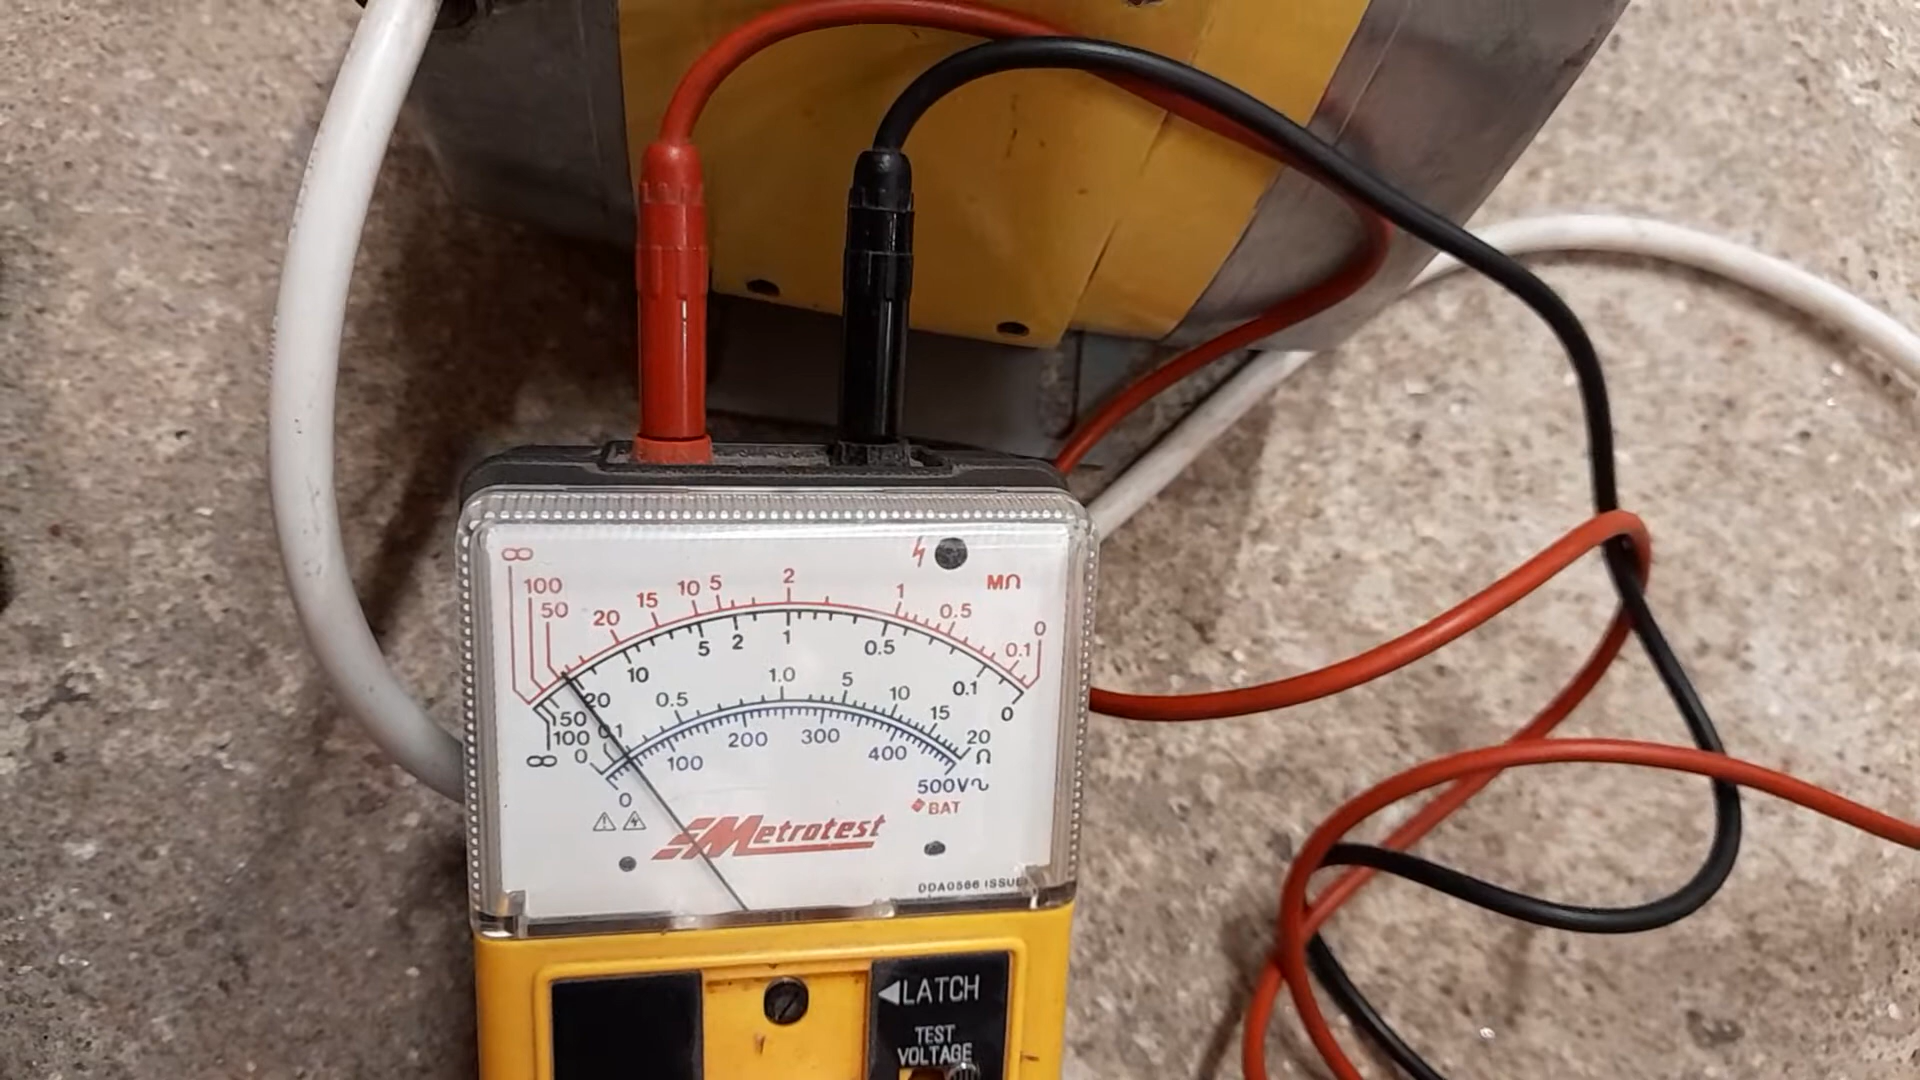 ∞ 100 50 20 15 10 5 2 1 0.5 0.1 0 MΩ
∞ 100 50 20 10 5 2 1 0.5 0.1 0
0 0.1 0.5 1.0 5 10 15 20 Ω
0 100 200 300 400 500V∿
BAT
Metrotest
DDA0566 ISSUE
◀LATCH
TEST
VOLTAGE